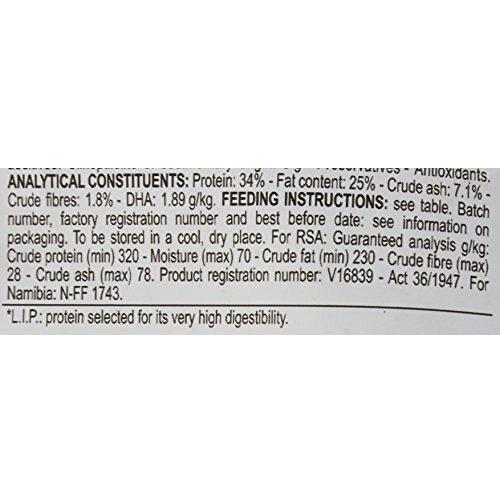 Preservatives - Antioxidants.
ANALYTICAL CONSTITUENTS: Protein: 34% - Fat content: 25% - Crude ash: 7.1% -
Crude fibres: 1.8% - DHA: 1.89 g/kg. FEEDING INSTRUCTIONS: see table. Batch
number, factory registration number and best before date: see information on
packaging. To be stored in a cool, dry place. For RSA: Guaranteed analysis g/kg:
Crude protein (min) 320 - Moisture (max) 70 - Crude fat (min) 230 - Crude fibre (max)
28 - Crude ash (max) 78. Product registration number: V16839 - Act 36/1947. For
Namibia: N-FF 1743.
*L.I.P.: protein selected for its very high digestibility.